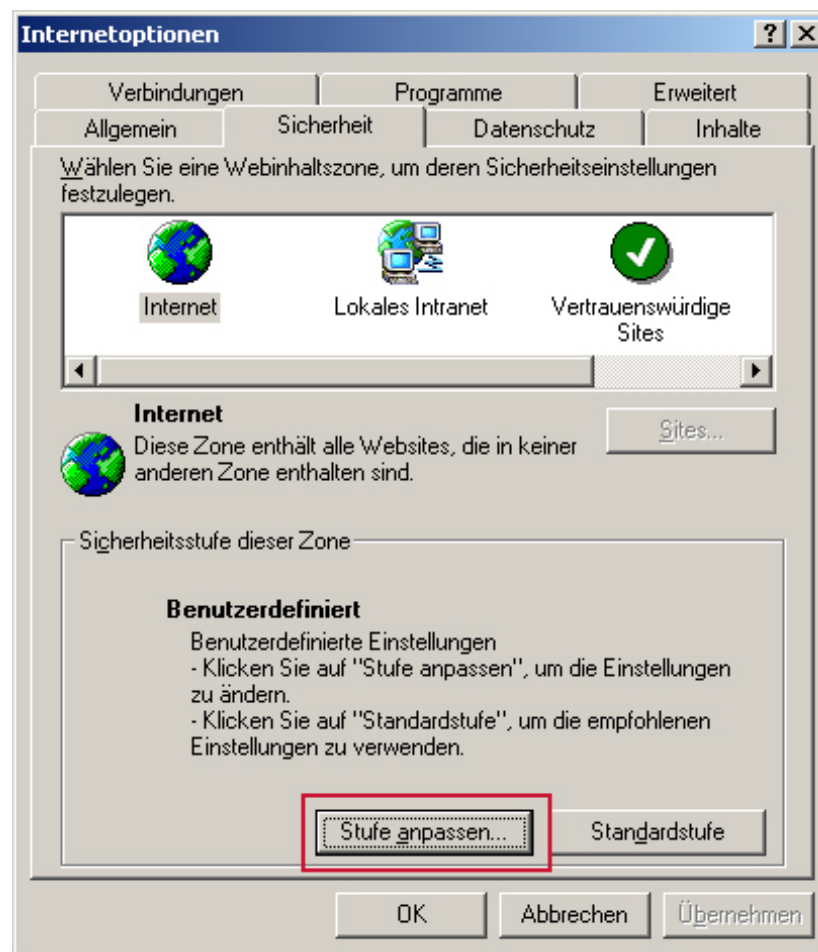 Internetoptionen
Verbindungen Programme Erweitert
Allgemein Sicherheit Datenschutz Inhalte
Wählen Sie eine Webinhaltszone, um deren Sicherheitseinstellungen
festzulegen.
Internet Lokales Intranet Vertrauenswürdige
Sites
Internet
Sites...
Diese Zone enthält alle Websites, die in keiner
anderen Zone enthalten sind.
Sicherheitsstufe dieser Zone
Benutzerdefiniert
Benutzerdefinierte Einstellungen
- Klicken Sie auf "Stufe anpassen", um die Einstellungen
zu ändern.
- Klicken Sie auf "Standardstufe", um die empfohlenen
Einstellungen zu verwenden.
Stufe anpassen... Standardstufe
OK Abbrechen Übernehmen